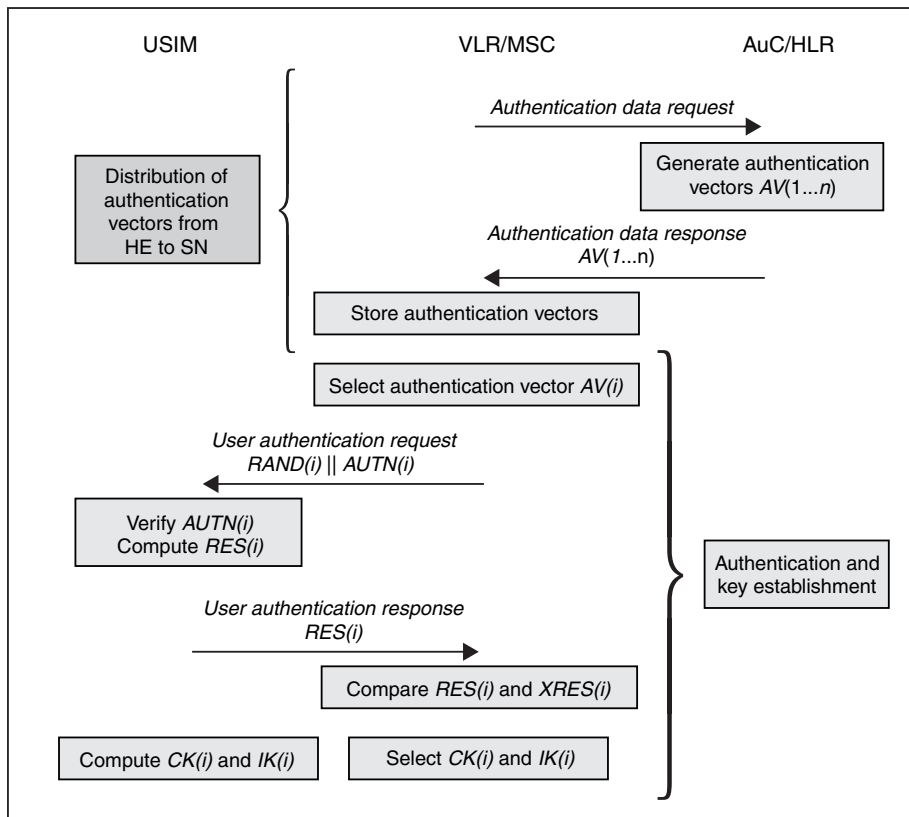 USIM VLR/MSC AuC/HLR
Authentication data request
Generate authentication
vectors AV(1...n)
Distribution of
authentication
vectors from
HE to SN
Authentication data response
AV(1...n)
Store authentication vectors
Select authentication vector AV(i)
User authentication request
RAND(i) || AUTN(i)
Verify AUTN(i)
Compute RES(i)
Authentication and
key establishment
User authentication response
RES(i)
Compare RES(i) and XRES(i)
Compute CK(i) and IK(i)
Select CK(i) and IK(i)